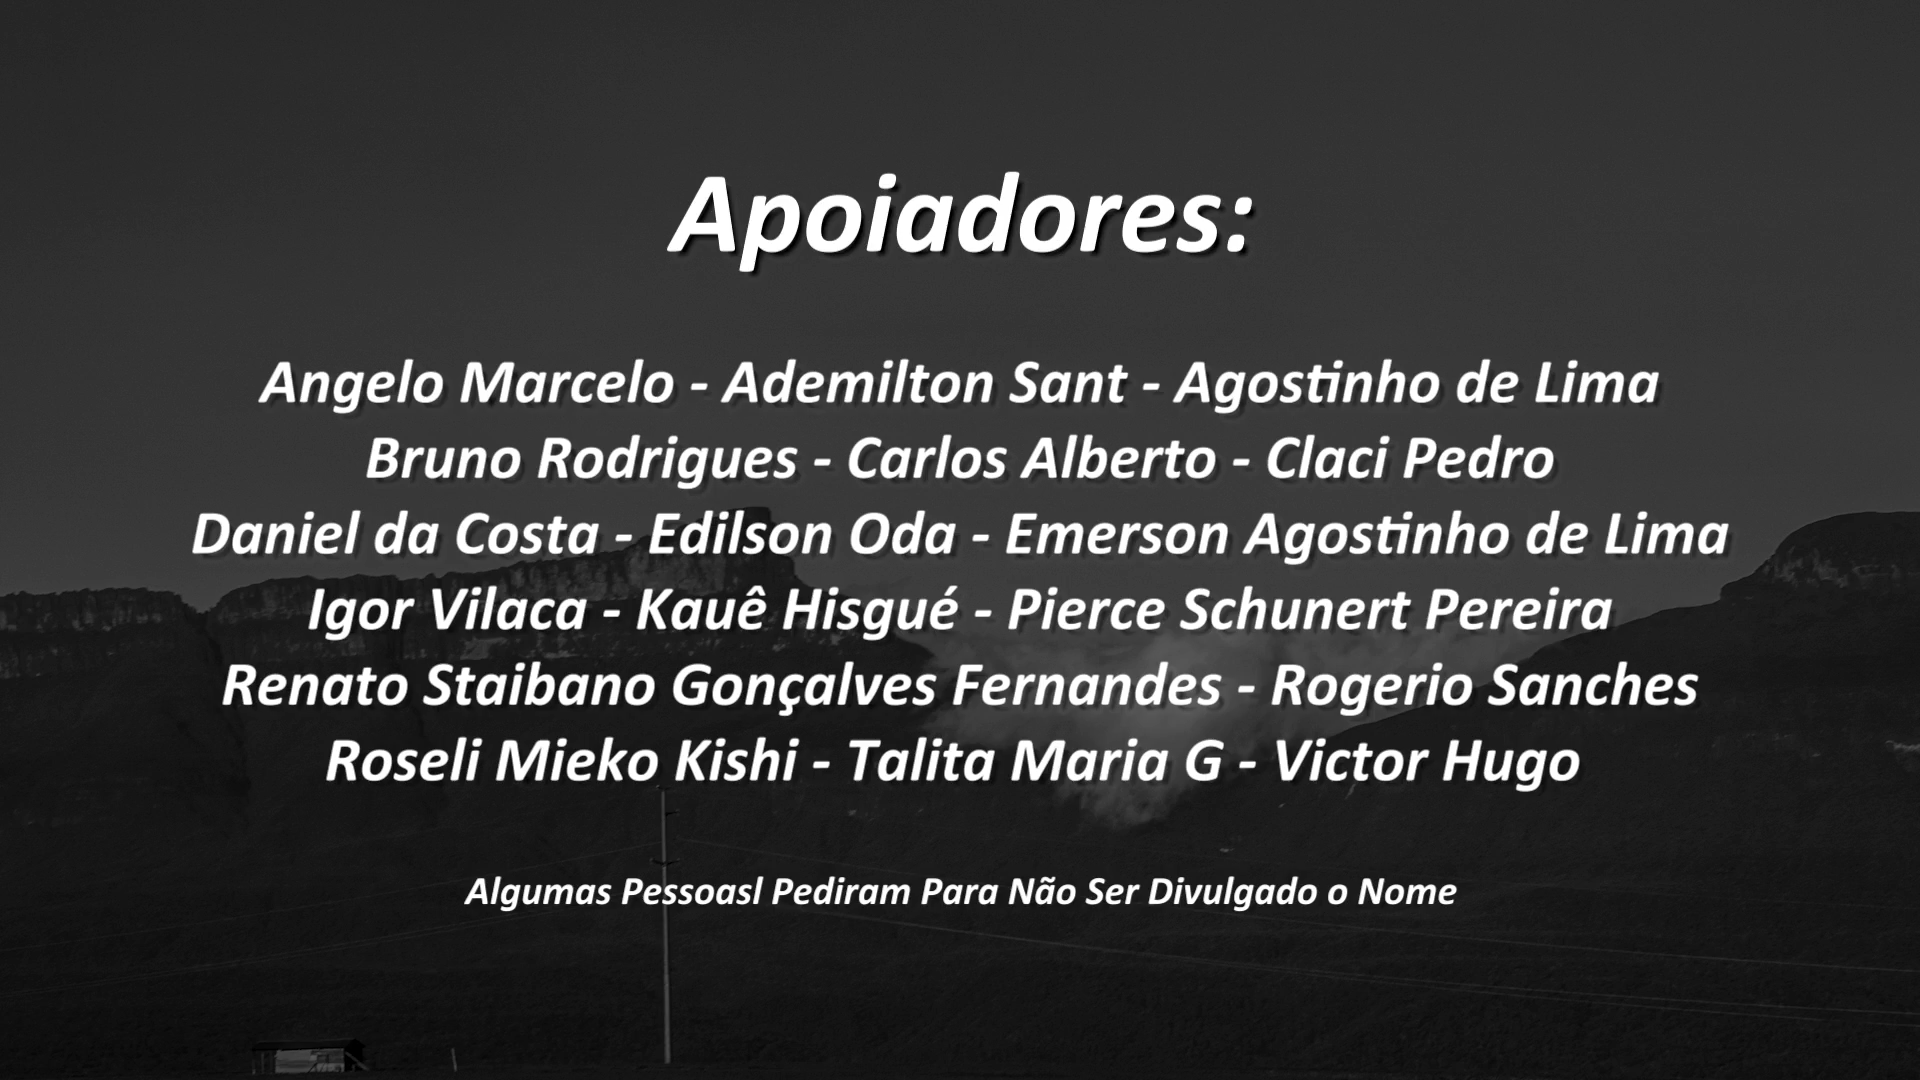 Apoiadores:
Angelo Marcelo - Ademilton Sant - Agostinho de Lima
Bruno Rodrigues - Carlos Alberto - Claci Pedro
Daniel da Costa - Edilson Oda - Emerson Agostinho de Lima
Igor Vilaca - Kauê Hisgué - Pierce Schunert Pereira
Renato Staibano Gonçalves Fernandes - Rogerio Sanches
Roseli Mieko Kishi - Talita Maria G - Victor Hugo
Algumas Pessoasl Pediram Para Não Ser Divulgado o Nome